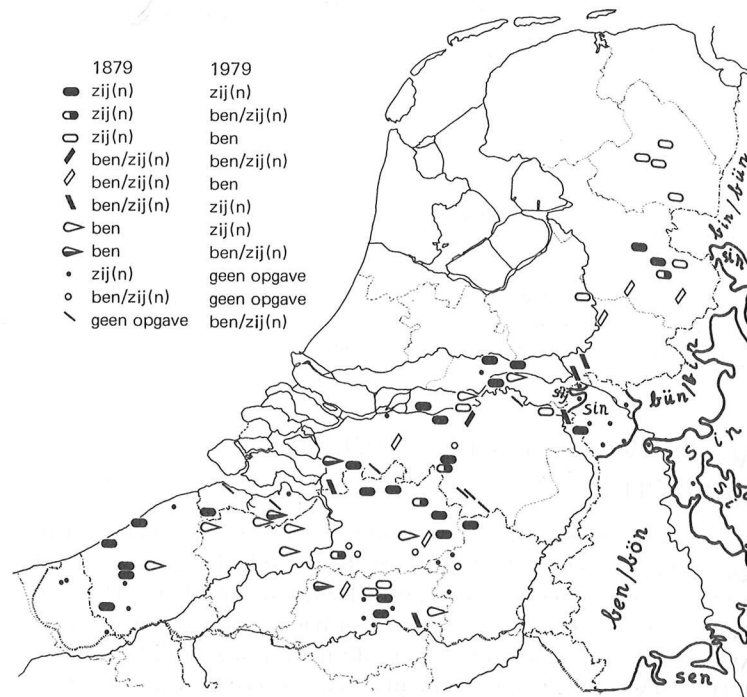 1879 1979
zij(n) zij(n)
zij(n) ben/zij(n)
zij(n) ben
ben/zij(n) ben/zij(n)
ben/zij(n) ben
ben/zij(n) zij(n)
ben zij(n)
ben ben/zij(n)
zij(n) geen opgave
ben/zij(n) geen opgave
geen opgave ben/zij(n)
bin/bün
sin
bün/bin
sin
sin
ben/bön
sen